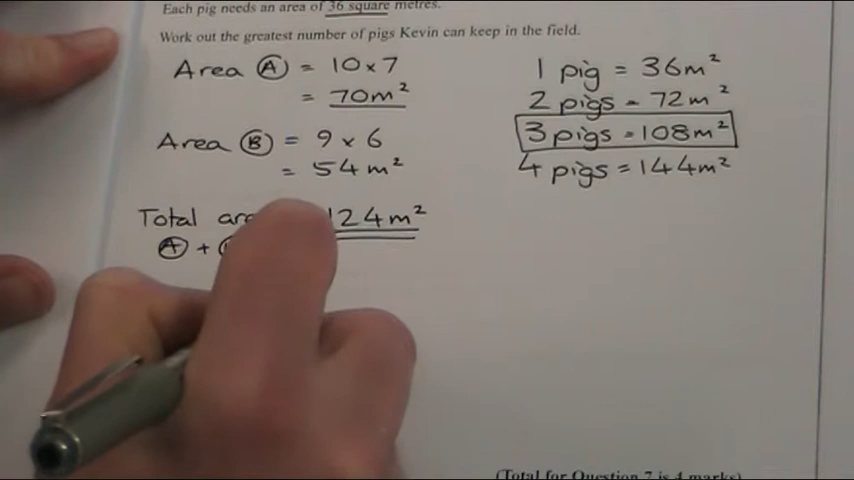 Each pig needs an area of 36 square metres.
Work out the greatest number of pigs Kevin can keep in the field.
Area Ⓐ = 10 x 7
= 70m²
Area Ⓑ = 9 x 6
= 54m²
Total 124m²
Ⓐ +
1 pig = 36m²
2 pigs = 72m²
3 pigs = 108m²
4 pigs = 144m²
(Total for Question 7 is 4 marks)